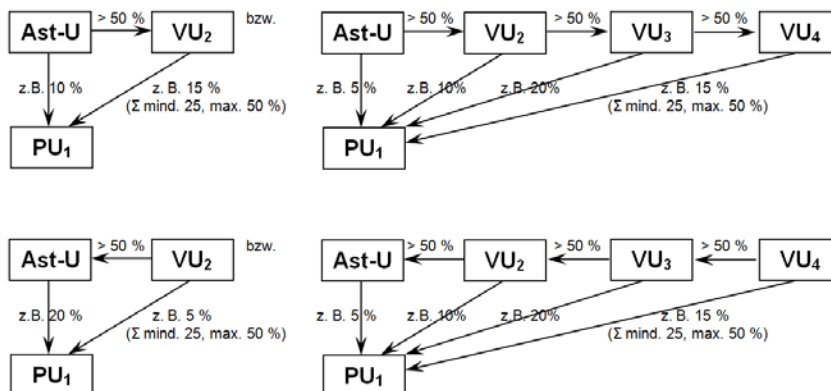 > 50 %
bzw.
> 50 %
> 50 %
> 50 %
Ast-U
VU₂
Ast-U
VU₂
VU₃
VU₄
z.B. 10 %
z. B. 15 %
(Σ mind. 25, max. 50 %)
z.B. 5 %
z.B. 10%
z.B. 20%
z. B. 15 %
(Σ mind. 25, max. 50 %)
PU₁
PU₁
> 50 %
bzw.
> 50 %
> 50 %
> 50 %
Ast-U
VU₂
Ast-U
VU₂
VU₃
VU₄
z.B. 20 %
z. B. 5 %
(Σ mind. 25, max. 50 %)
z.B. 5 %
z.B. 10%
z.B. 20%
z. B. 15 %
(Σ mind. 25, max. 50 %)
PU₁
PU₁